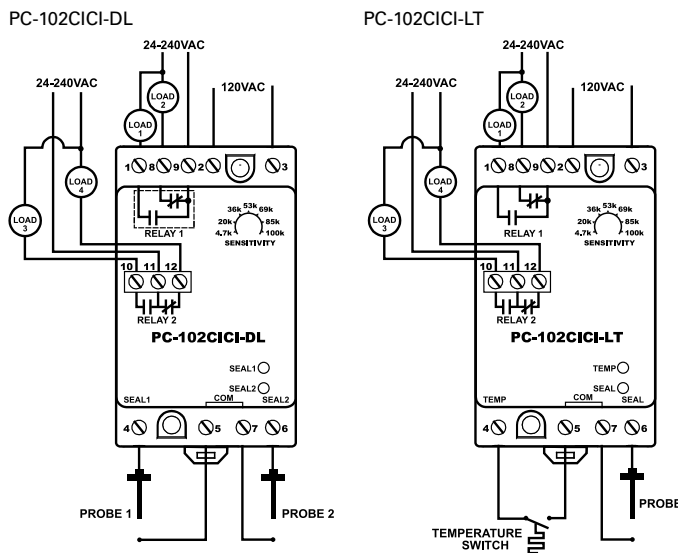 PC-102CICI-DL
24-240VAC
24-240VAC
120VAC
LOAD 2
LOAD 1
LOAD 4
LOAD 3
1 8 9 2 3
RELAY 1
36k 53k 69k
20k 85k
4.7k 100k
SENSITIVITY
10 11 12
RELAY 2
PC-102CICI-DL
SEAL1
SEAL2
SEAL1 COM SEAL2
4 5 7 6
PROBE 1
PROBE 2
PC-102CICI-LT
24-240VAC
24-240VAC
120VAC
LOAD 2
LOAD 1
LOAD 4
LOAD 3
1 8 9 2 3
RELAY 1
36k 53k 69k
20k 85k
4.7k 100k
SENSITIVITY
10 11 12
RELAY 2
PC-102CICI-LT
TEMP
SEAL
TEMP COM SEAL
4 5 7 6
PROBE
TEMPERATURE
SWITCH